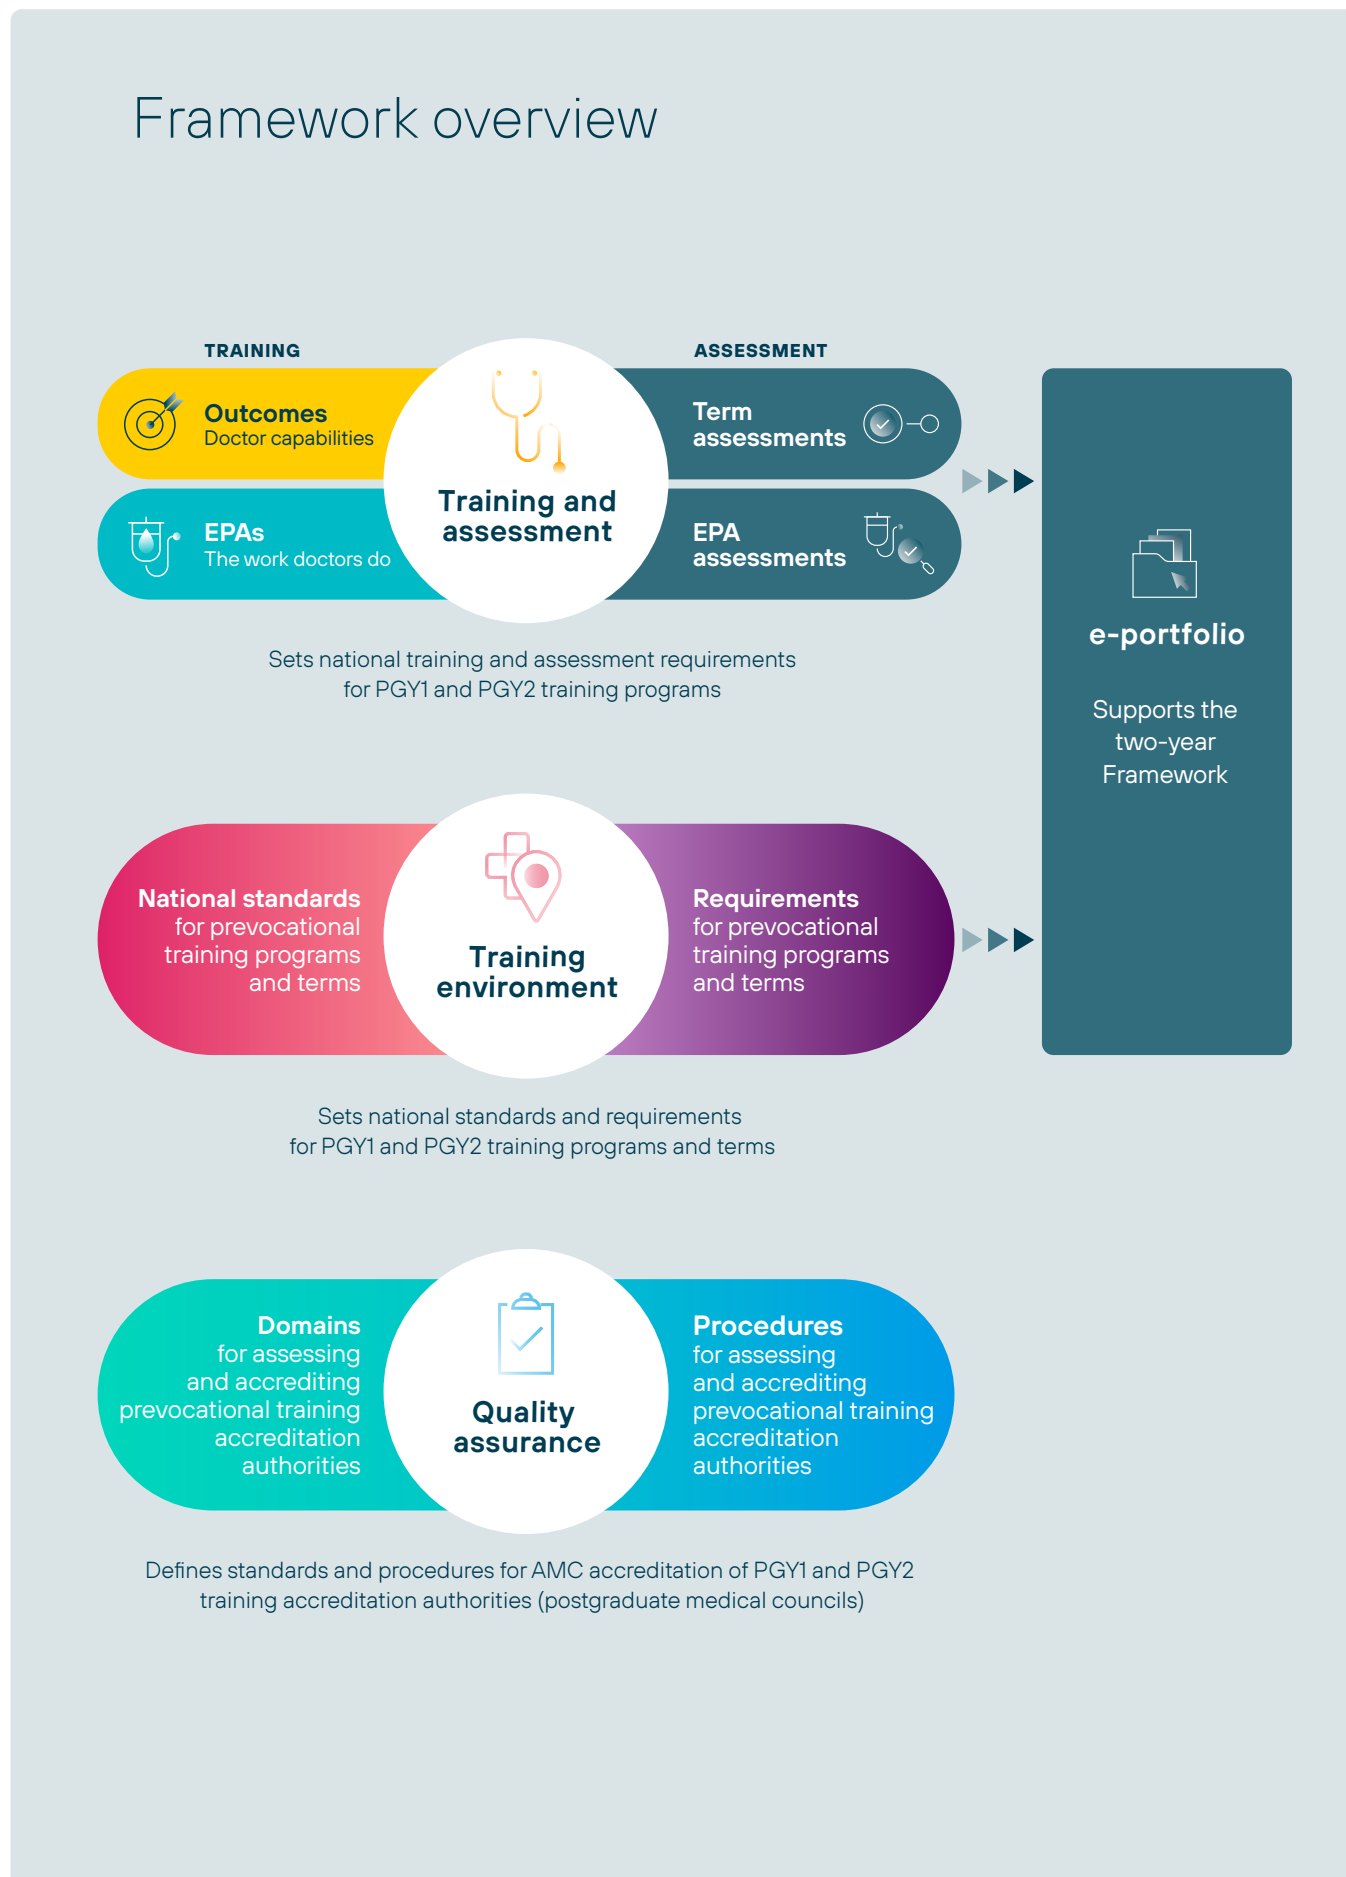 Framework overview
TRAINING
Outcomes
Doctor capabilities
EPAs
The work doctors do
Training and
assessment
ASSESSMENT
Term
assessments
EPA
assessments
Sets national training and assessment requirements
for PGY1 and PGY2 training programs
e-portfolio
Supports the
two-year
Framework
National standards
for prevocational
training programs
and terms
Training
environment
Requirements
for prevocational
training programs
and terms
Sets national standards and requirements
for PGY1 and PGY2 training programs and terms
Domains
for assessing
and accrediting
prevocational training
accreditation
authorities
Quality
assurance
Procedures
for assessing
and accrediting
prevocational training
accreditation
authorities
Defines standards and procedures for AMC accreditation of PGY1 and PGY2
training accreditation authorities (postgraduate medical councils)